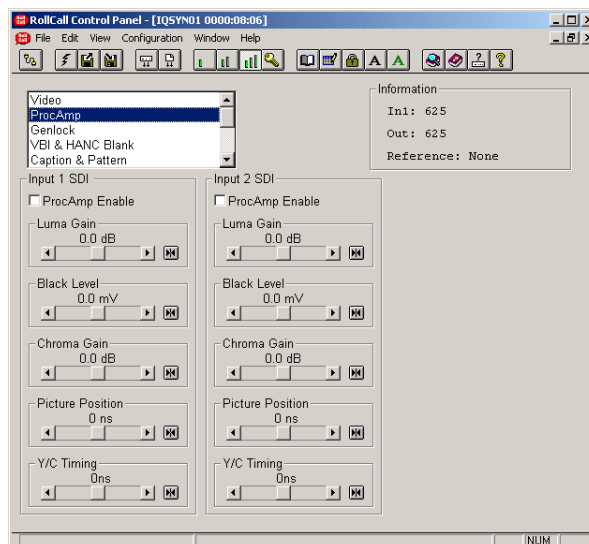 RollCall Control Panel - [IQSYN01 0000:08:06]
File Edit View Configuration Window Help
A A ?
Video
ProcAmp
Genlock
VBI & HANC Blank
Caption & Pattern
Information
In1: 625
Out: 625
Reference: None
Input 1 SDI
ProcAmp Enable
Luma Gain
0.0 dB
Black Level
0.0 mV
Chroma Gain
0.0 dB
Picture Position
0 ns
Y/C Timing
0ns
Input 2 SDI
ProcAmp Enable
Luma Gain
0.0 dB
Black Level
0.0 mV
Chroma Gain
0.0 dB
Picture Position
0 ns
Y/C Timing
0ns
NUM